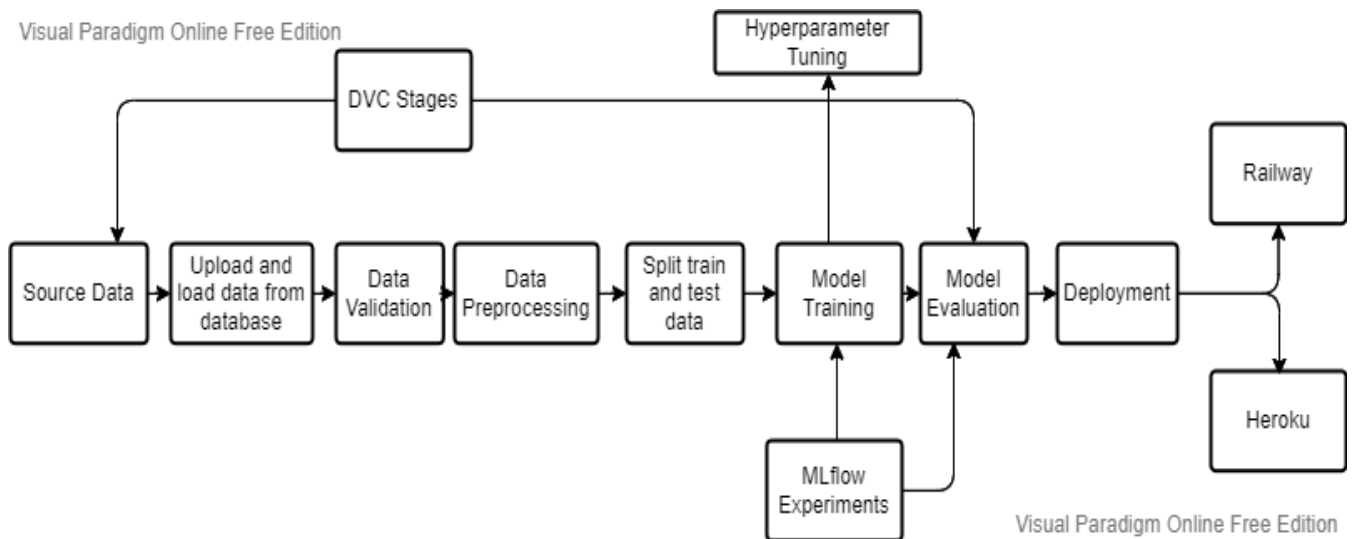 Visual Paradigm Online Free Edition
Hyperparameter
Tuning
DVC Stages
Railway
Source Data
Upload and
load data from
database
Data
Validation
Data
Preprocessing
Split train
and test
data
Model
Training
Model
Evaluation
Deployment
Heroku
MLflow
Experiments
Visual Paradigm Online Free Edition